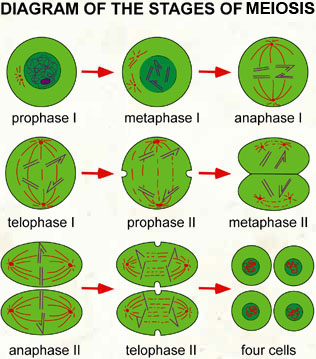 DIAGRAM OF THE STAGES OF MEIOSIS
prophase I
metaphase I
anaphase I
telophase I
prophase II
metaphase II
anaphase II
telophase II
four cells